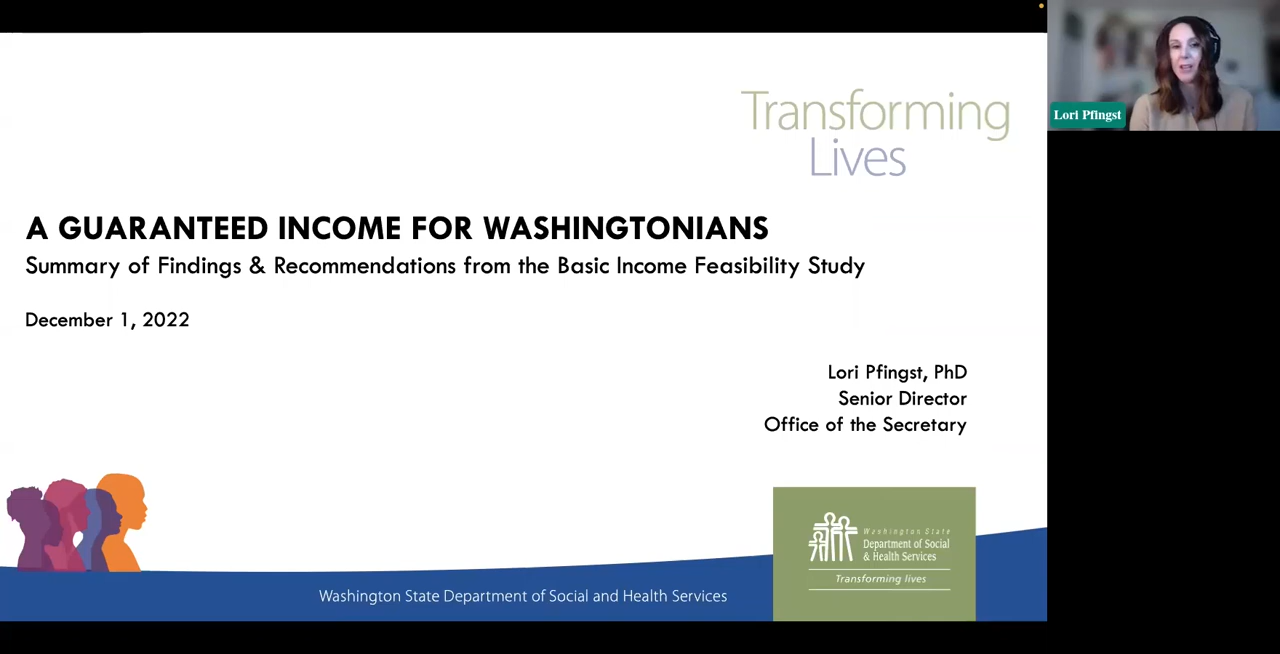 Transforming
Lives
Lori Pfingst
A GUARANTEED INCOME FOR WASHINGTONIANS
Summary of Findings & Recommendations from the Basic Income Feasibility Study
December 1, 2022
Lori Pfingst, PhD
Senior Director
Office of the Secretary
Washington State
Department of Social
& Health Services
Transforming lives
Washington State Department of Social and Health Services